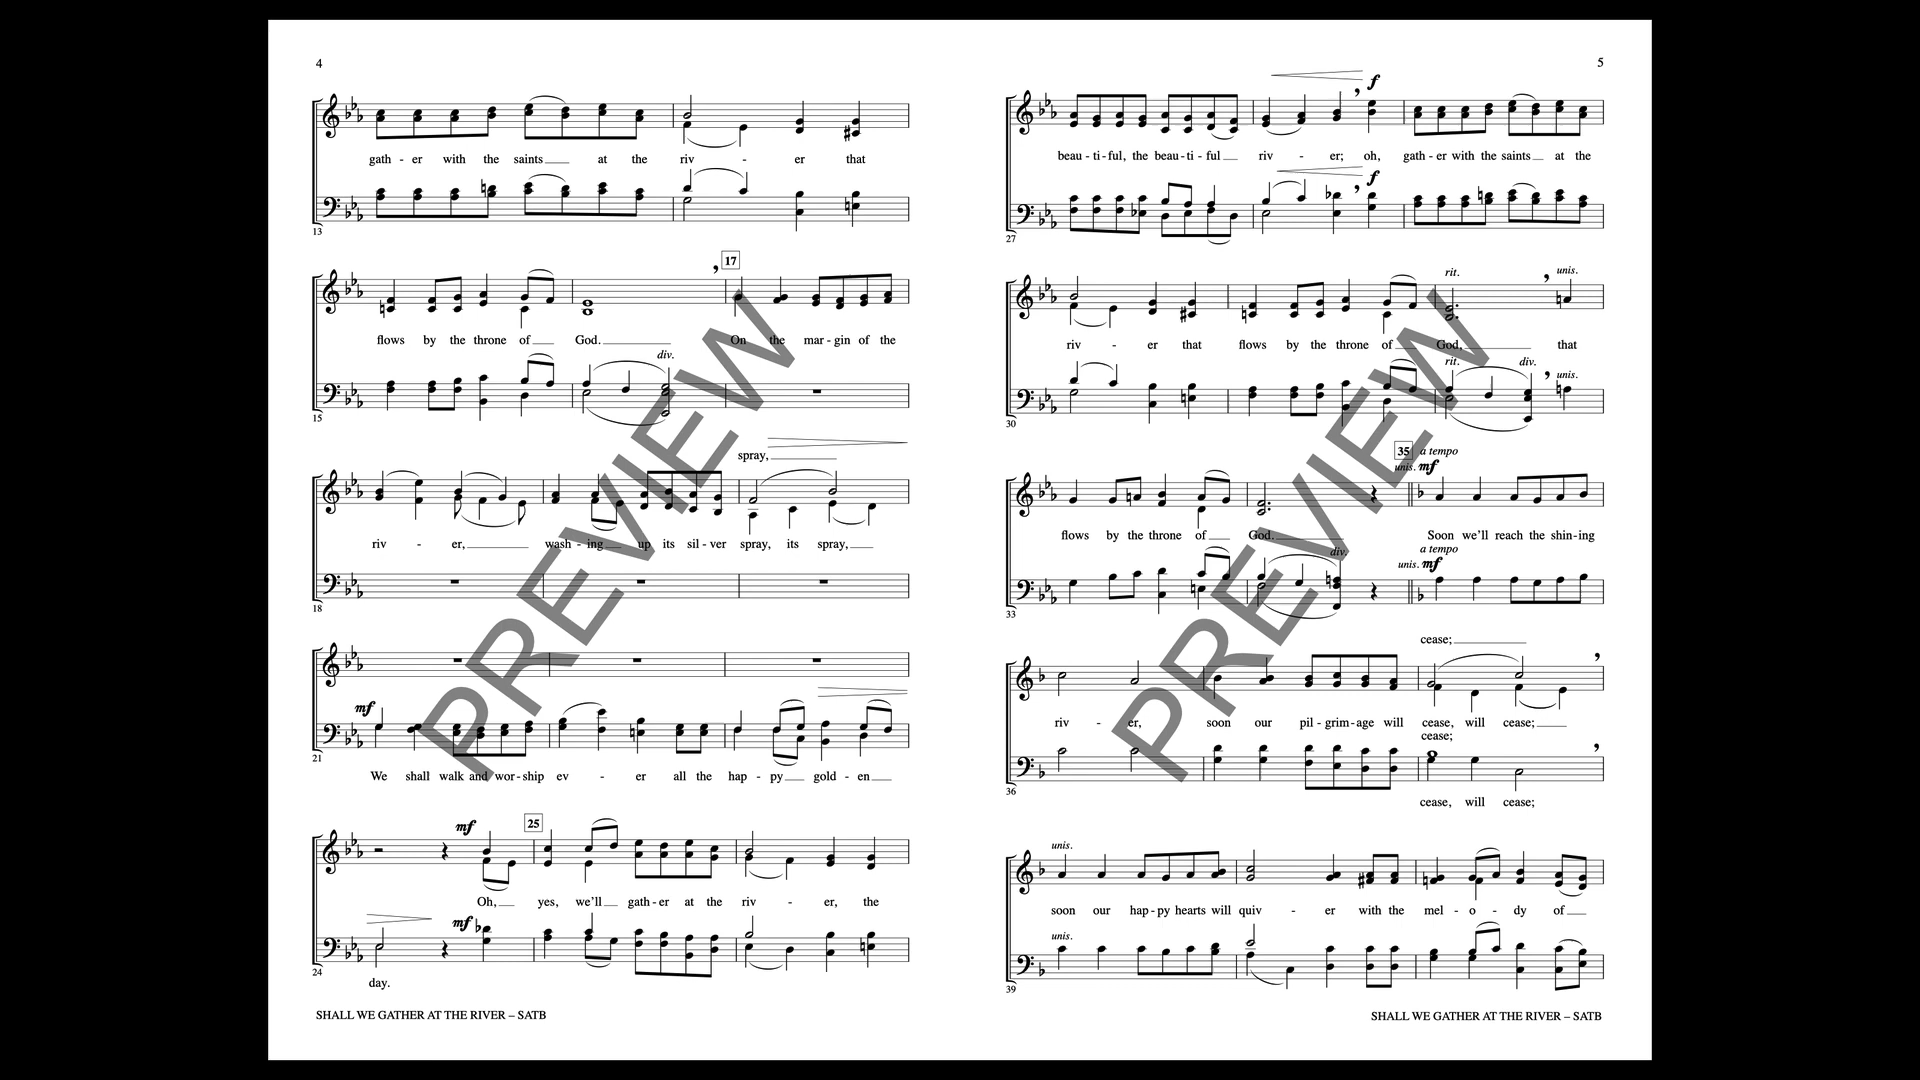 4
gath - er with the saints at the riv - er that
13
17
flows by the throne of God. On the mar - gin of the
div.
15
spray,
riv - er, wash - ing up its sil - ver spray, its spray,
18
mf
21
We shall walk and wor - ship ev - er all the hap - py gold - en
mf 25
Oh, yes, we'll gath - er at the riv - er, the
mf
24
day.
SHALL WE GATHER AT THE RIVER – SATB
5
f
beau - ti - ful, the beau - ti - ful riv - er; oh, gath - er with the saints at the
f
27
rit. unis.
riv - er that flows by the throne of God, that
rit. div. unis.
30
35 a tempo
unis. mf
flows by the throne of God. Soon we'll reach the shin - ing
div. a tempo
unis. mf
33
cease;
riv - er, soon our pil - grim - age will cease, will cease;
cease;
36
cease, will cease;
unis.
soon our hap - py hearts will quiv - er with the mel - o - dy of
unis.
39
SHALL WE GATHER AT THE RIVER – SATB
PREVIEW
PREVIEW